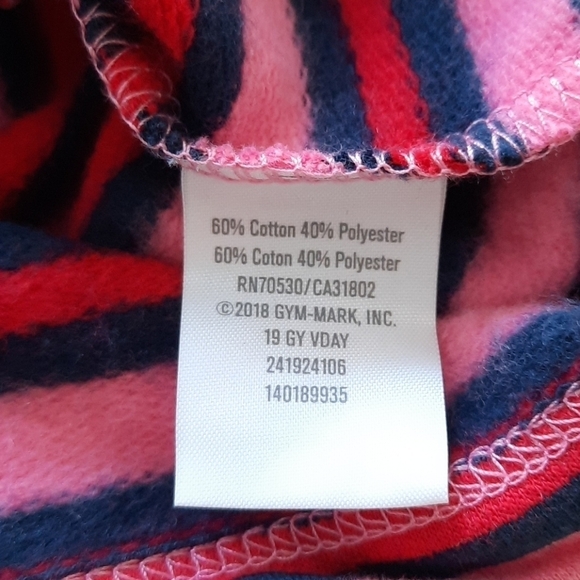 60% Cotton 40% Polyester
60% Coton 40% Polyester
RN70530/CA31802
©2018 GYM-MARK, INC.
19 GY VDAY
241924106
140189935